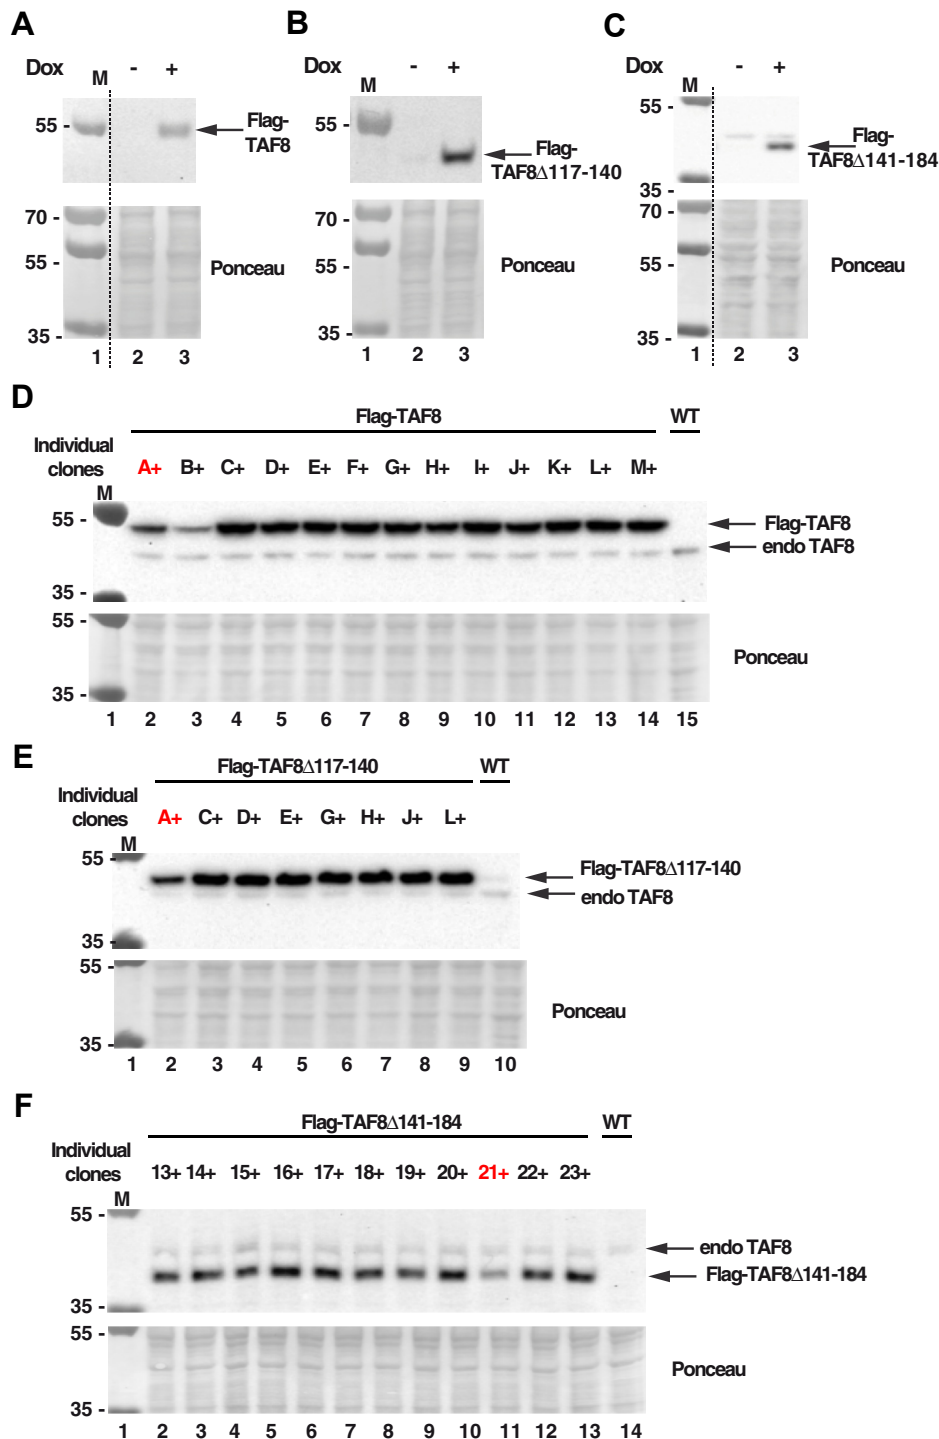 A
Dox
M
-
+
55 -
Flag-
TAF8
70 -
55 -
35 -
Ponceau
1
2
3
B
Dox
M
-
+
55 -
Flag-
TAF8Δ117-140
70 -
55 -
35 -
Ponceau
1
2
3
C
Dox
M
-
+
55 -
35 -
Flag-
TAF8Δ141-184
70 -
55 -
35 -
Ponceau
1
2
3
D
Flag-TAF8
WT
Individual
clones
A+ B+ C+ D+ E+ F+ G+ H+ I+ J+ K+ L+ M+
M
55 -
Flag-TAF8
endo TAF8
35 -
55 -
Ponceau
35 -
1 2 3 4 5 6 7 8 9 10 11 12 13 14 15
E
Flag-TAF8Δ117-140
WT
Individual
clones
A+ C+ D+ E+ G+ H+ J+ L+
M
55 -
Flag-TAF8Δ117-140
endo TAF8
35 -
55 -
Ponceau
35 -
1 2 3 4 5 6 7 8 9 10
F
Flag-TAF8Δ141-184
WT
Individual
clones
13+ 14+ 15+ 16+ 17+ 18+ 19+ 20+ 21+ 22+ 23+
M
55 -
endo TAF8
Flag-TAF8Δ141-184
35 -
55 -
Ponceau
35 -
1 2 3 4 5 6 7 8 9 10 11 12 13 14